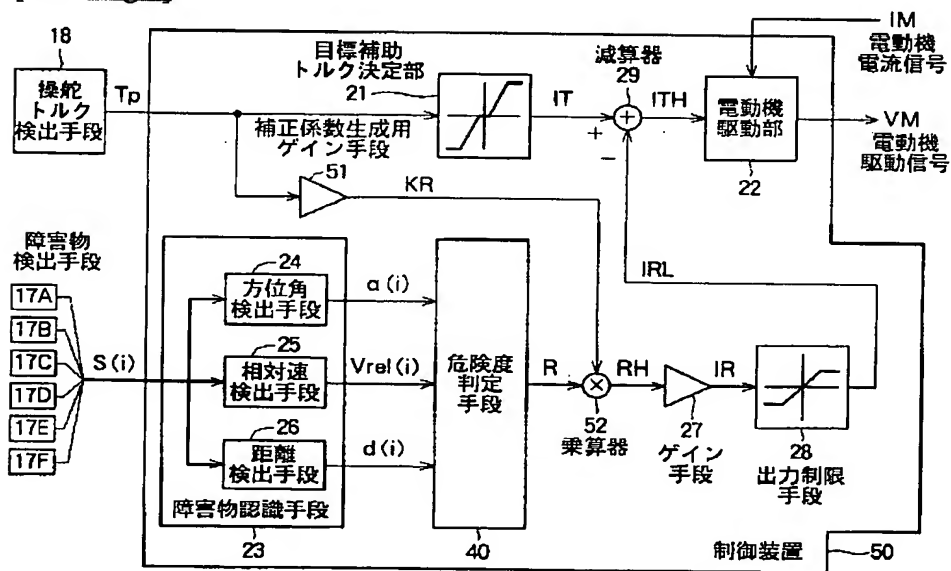 18
操舵
トルク
検出手段
Tp
目標補助
トルク決定部
21
IT
減算器
29
+
−
ITH
電動機
駆動部
22
IM
電動機
電流信号
VM
電動機
駆動信号
補正係数生成用
ゲイン手段
51
KR
IRL
障害物
検出手段
17A
17B
17C
17D
17E
17F
S(i)
24
方位角
検出手段
a(i)
25
相対速
検出手段
Vrel(i)
26
距離
検出手段
d(i)
障害物認識手段
23
危険度
判定
手段
40
R
52
乗算器
RH
27
ゲイン
手段
IR
28
出力制限
手段
制御装置
50